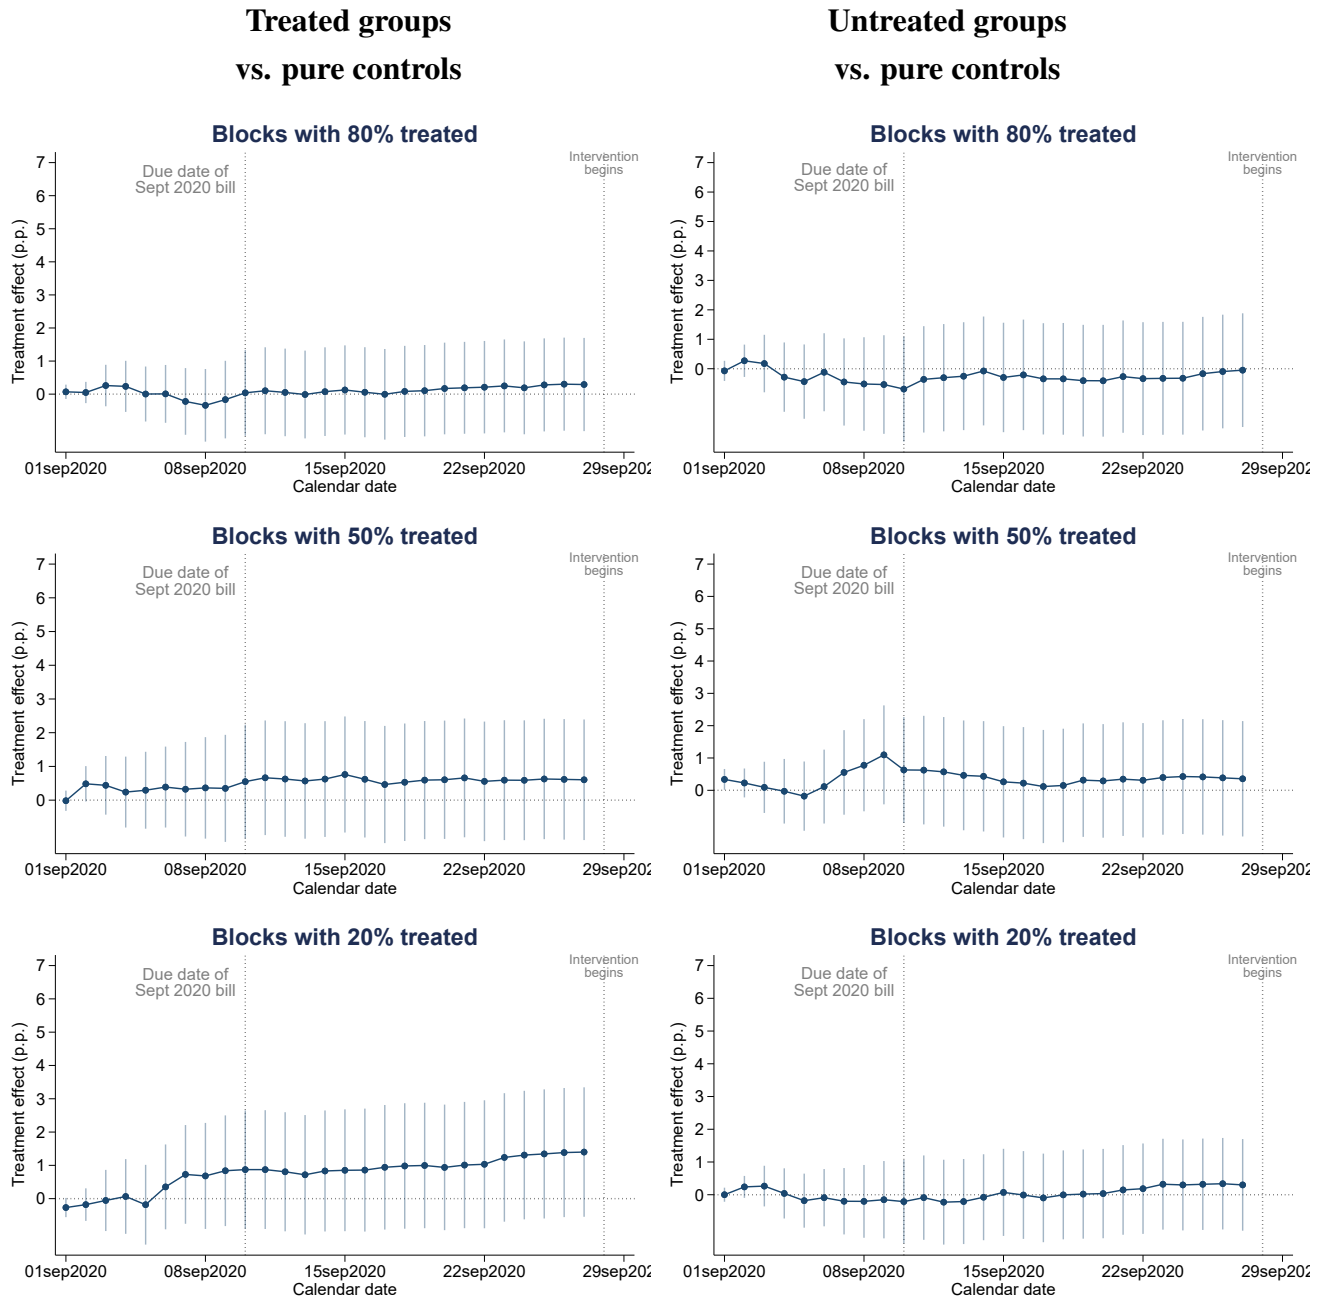 Treated groups
vs. pure controls
Untreated groups
vs. pure controls
Blocks with 80% treated
Due date of
Sept 2020 bill
Intervention
begins
Treatment effect (p.p.)
7
6
5
4
3
2
1
0
01sep2020 08sep2020 15sep2020 22sep2020 29sep202
Calendar date
Blocks with 80% treated
Due date of
Sept 2020 bill
Intervention
begins
Treatment effect (p.p.)
7
6
5
4
3
2
1
0
01sep2020 08sep2020 15sep2020 22sep2020 29sep202
Calendar date
Blocks with 50% treated
Due date of
Sept 2020 bill
Intervention
begins
Treatment effect (p.p.)
7
6
5
4
3
2
1
0
01sep2020 08sep2020 15sep2020 22sep2020 29sep202
Calendar date
Blocks with 50% treated
Due date of
Sept 2020 bill
Intervention
begins
Treatment effect (p.p.)
7
6
5
4
3
2
1
0
01sep2020 08sep2020 15sep2020 22sep2020 29sep202
Calendar date
Blocks with 20% treated
Due date of
Sept 2020 bill
Intervention
begins
Treatment effect (p.p.)
7
6
5
4
3
2
1
0
01sep2020 08sep2020 15sep2020 22sep2020 29sep202
Calendar date
Blocks with 20% treated
Due date of
Sept 2020 bill
Intervention
begins
Treatment effect (p.p.)
7
6
5
4
3
2
1
0
01sep2020 08sep2020 15sep2020 22sep2020 29sep202
Calendar date